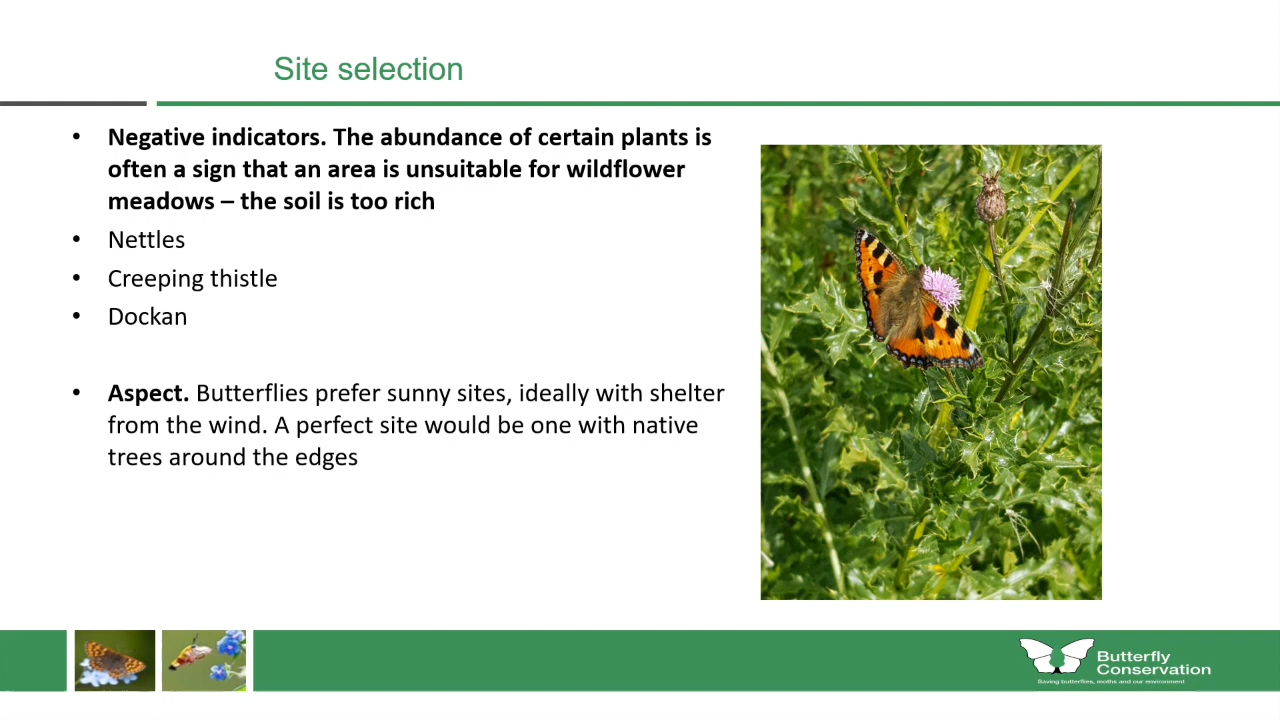 Site selection
• Negative indicators. The abundance of certain plants is
often a sign that an area is unsuitable for wildflower
meadows – the soil is too rich
• Nettles
• Creeping thistle
• Dockan
• Aspect. Butterflies prefer sunny sites, ideally with shelter
from the wind. A perfect site would be one with native
trees around the edges
Butterfly
Conservation
Saving butterflies, moths and our environment